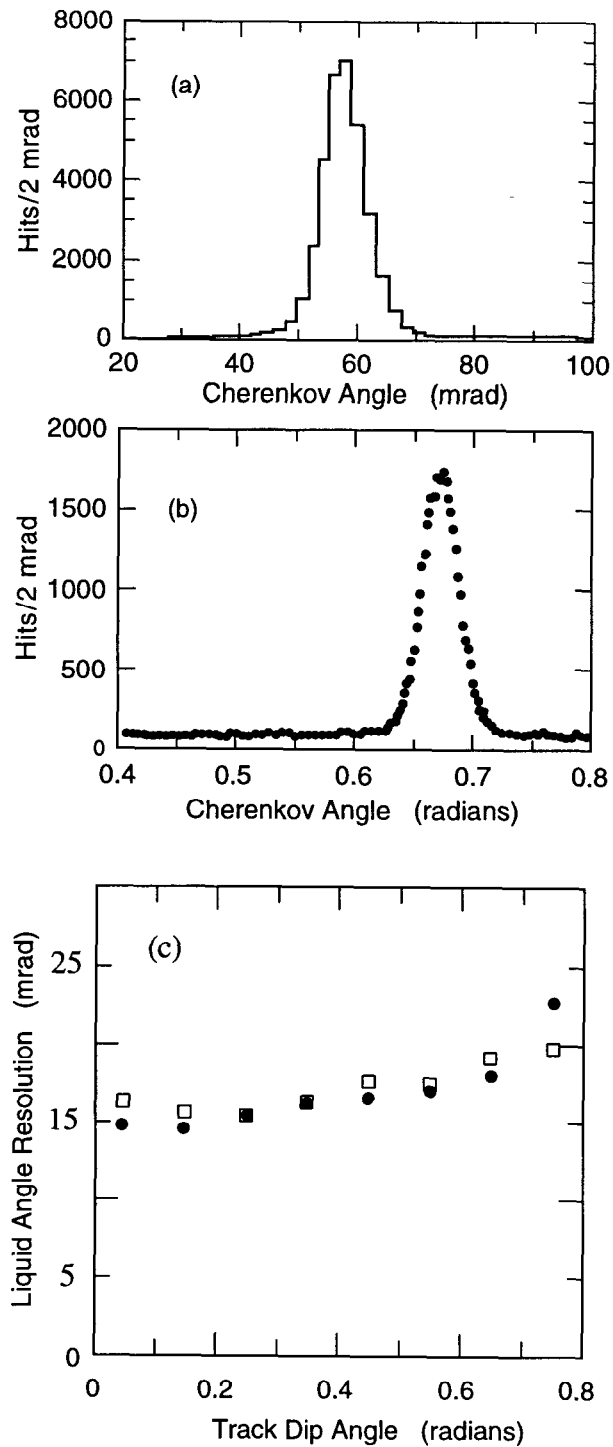 8000
(a)
6000
4000
2000
0
Hits/2 mrad
20 40 60 80 100
Cherenkov Angle (mrad)
2000
(b)
1500
1000
500
0
Hits/2 mrad
0.4 0.5 0.6 0.7 0.8
Cherenkov Angle (radians)
(c)
25
15
5
0
Liquid Angle Resolution (mrad)
0 0.2 0.4 0.6 0.8
Track Dip Angle (radians)